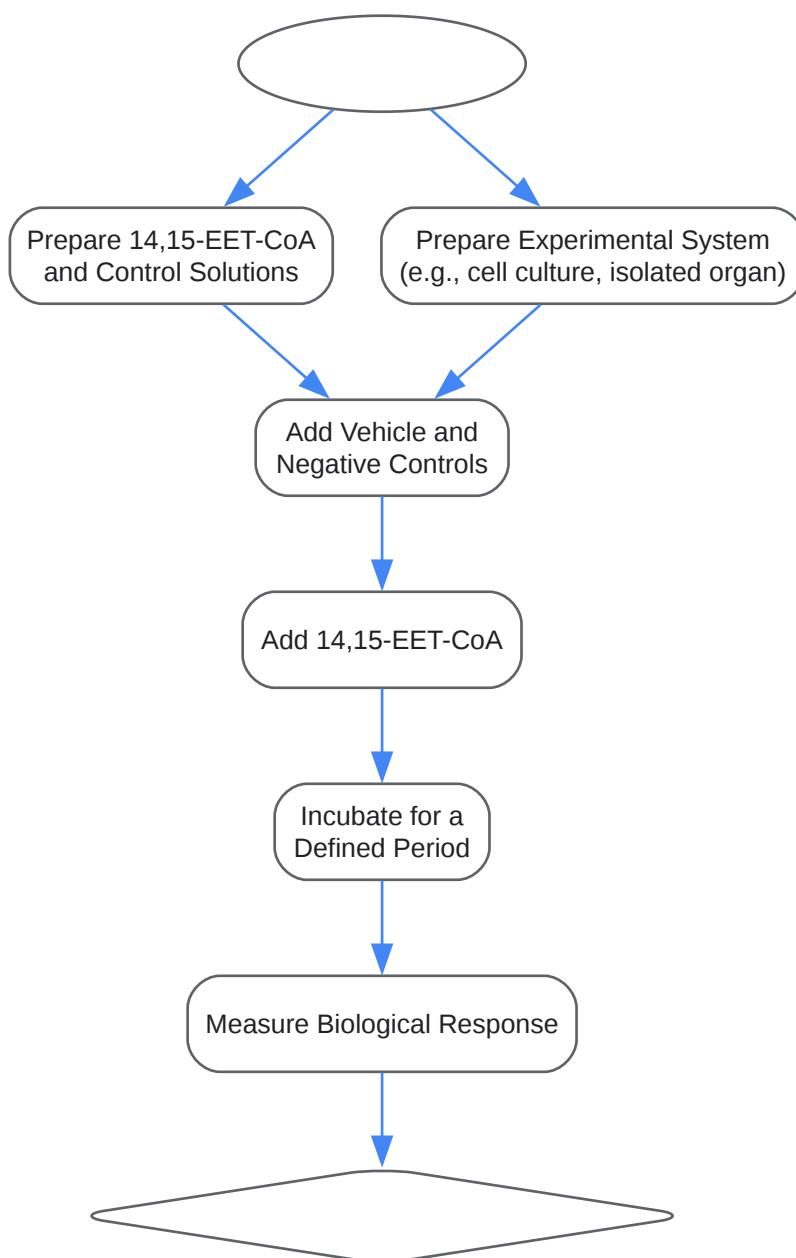 Prepare 14,15-EET-CoA
and Control Solutions
Prepare Experimental System
(e.g., cell culture, isolated organ)
Add Vehicle and
Negative Controls
Add 14,15-EET-CoA
Incubate for a
Defined Period
Measure Biological Response